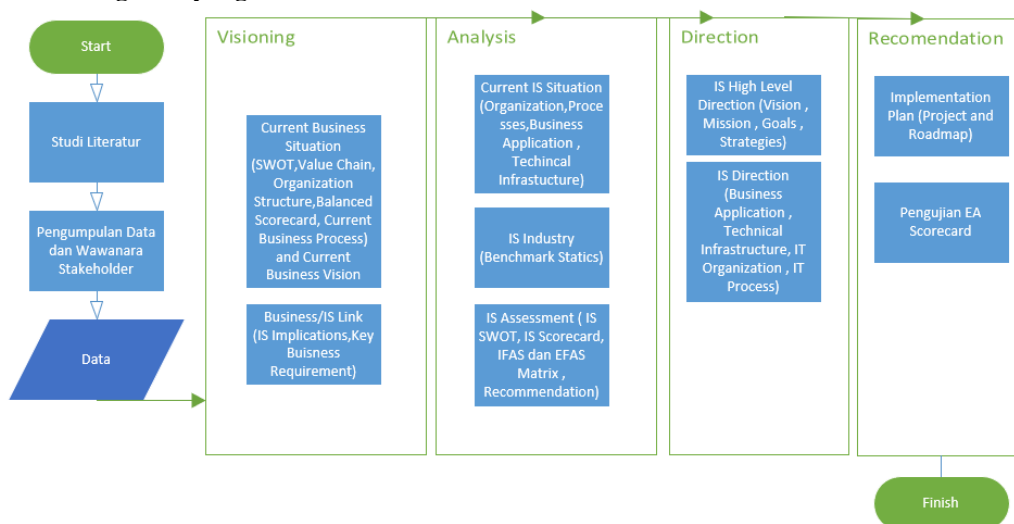 Start
Studi Literatur
Pengumpulan Data
dan Wawanara
Stakeholder
Data
Visioning
Current Business
Situation
(SWOT,Value Chain,
Organization
Structure,Balanced
Scorecard, Current
Business Process)
and Current
Business Vision
Business/IS Link
(IS Implications,Key
Buisness
Requirement)
Analysis
Current IS Situation
(Organization,Proce
sses,Business
Application ,
Techincal
Infrastucture)
IS Industry
(Benchmark Statics)
IS Assessment ( IS
SWOT, IS Scorecard,
IFAS dan EFAS
Matrix ,
Recommendation)
Direction
IS High Level
Direction (Vision ,
Mission , Goals ,
Strategies)
IS Direction
(Business
Application ,
Technical
Infrastructure, IT
Organization , IT
Process)
Recomendation
Implementation
Plan (Project and
Roadmap)
Pengujian EA
Scorecard
Finish